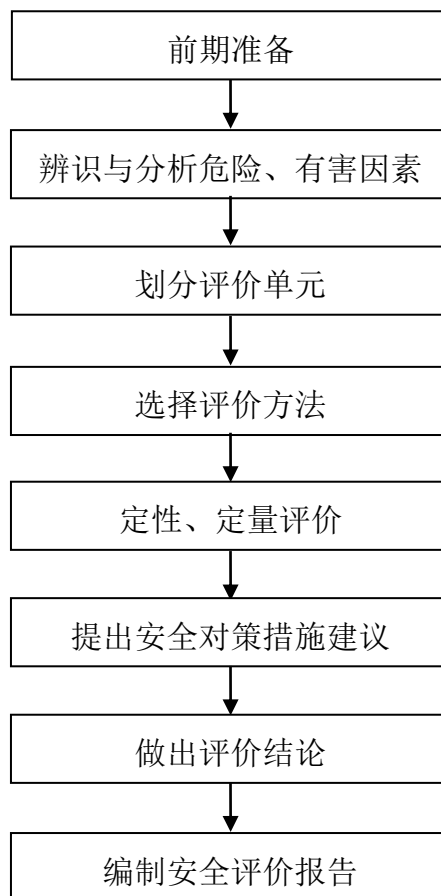 前期准备
辨识与分析危险、有害因素
划分评价单元
选择评价方法
定性、定量评价
提出安全对策措施建议
做出评价结论
编制安全评价报告